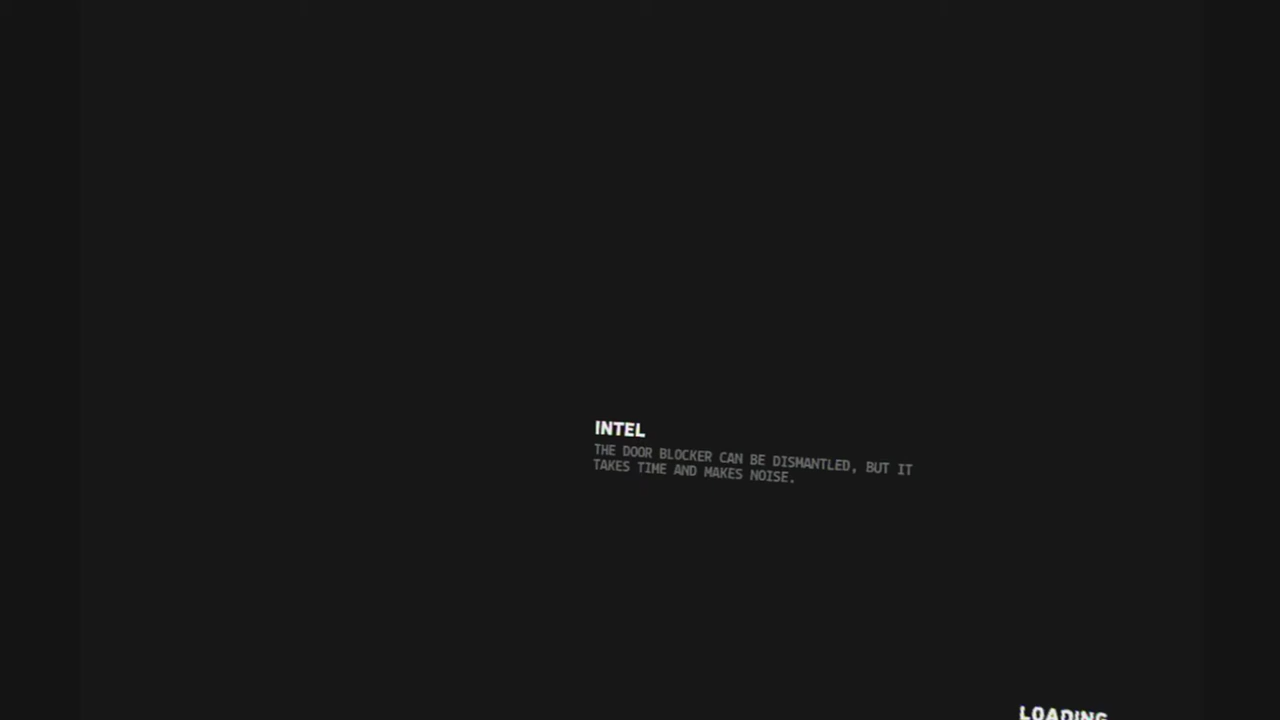 INTEL
THE DOOR BLOCKER CAN BE DISMANTLED, BUT IT
TAKES TIME AND MAKES NOISE.
LOADING